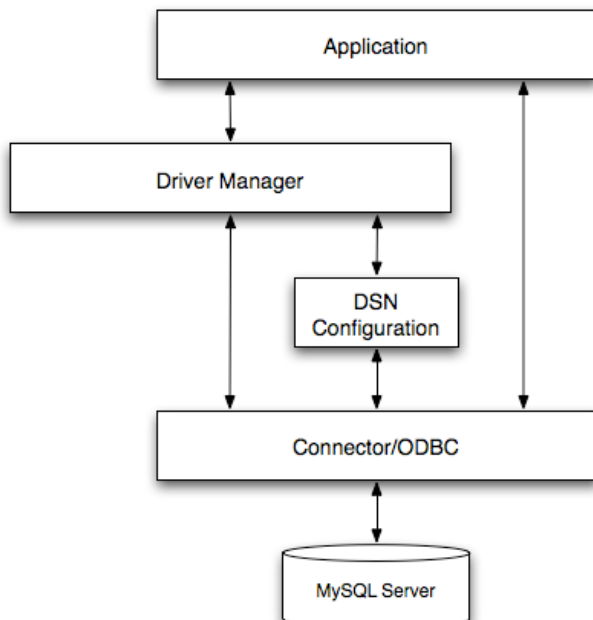 Application
Driver Manager
DSN
Configuration
Connector/ODBC
MySQL Server